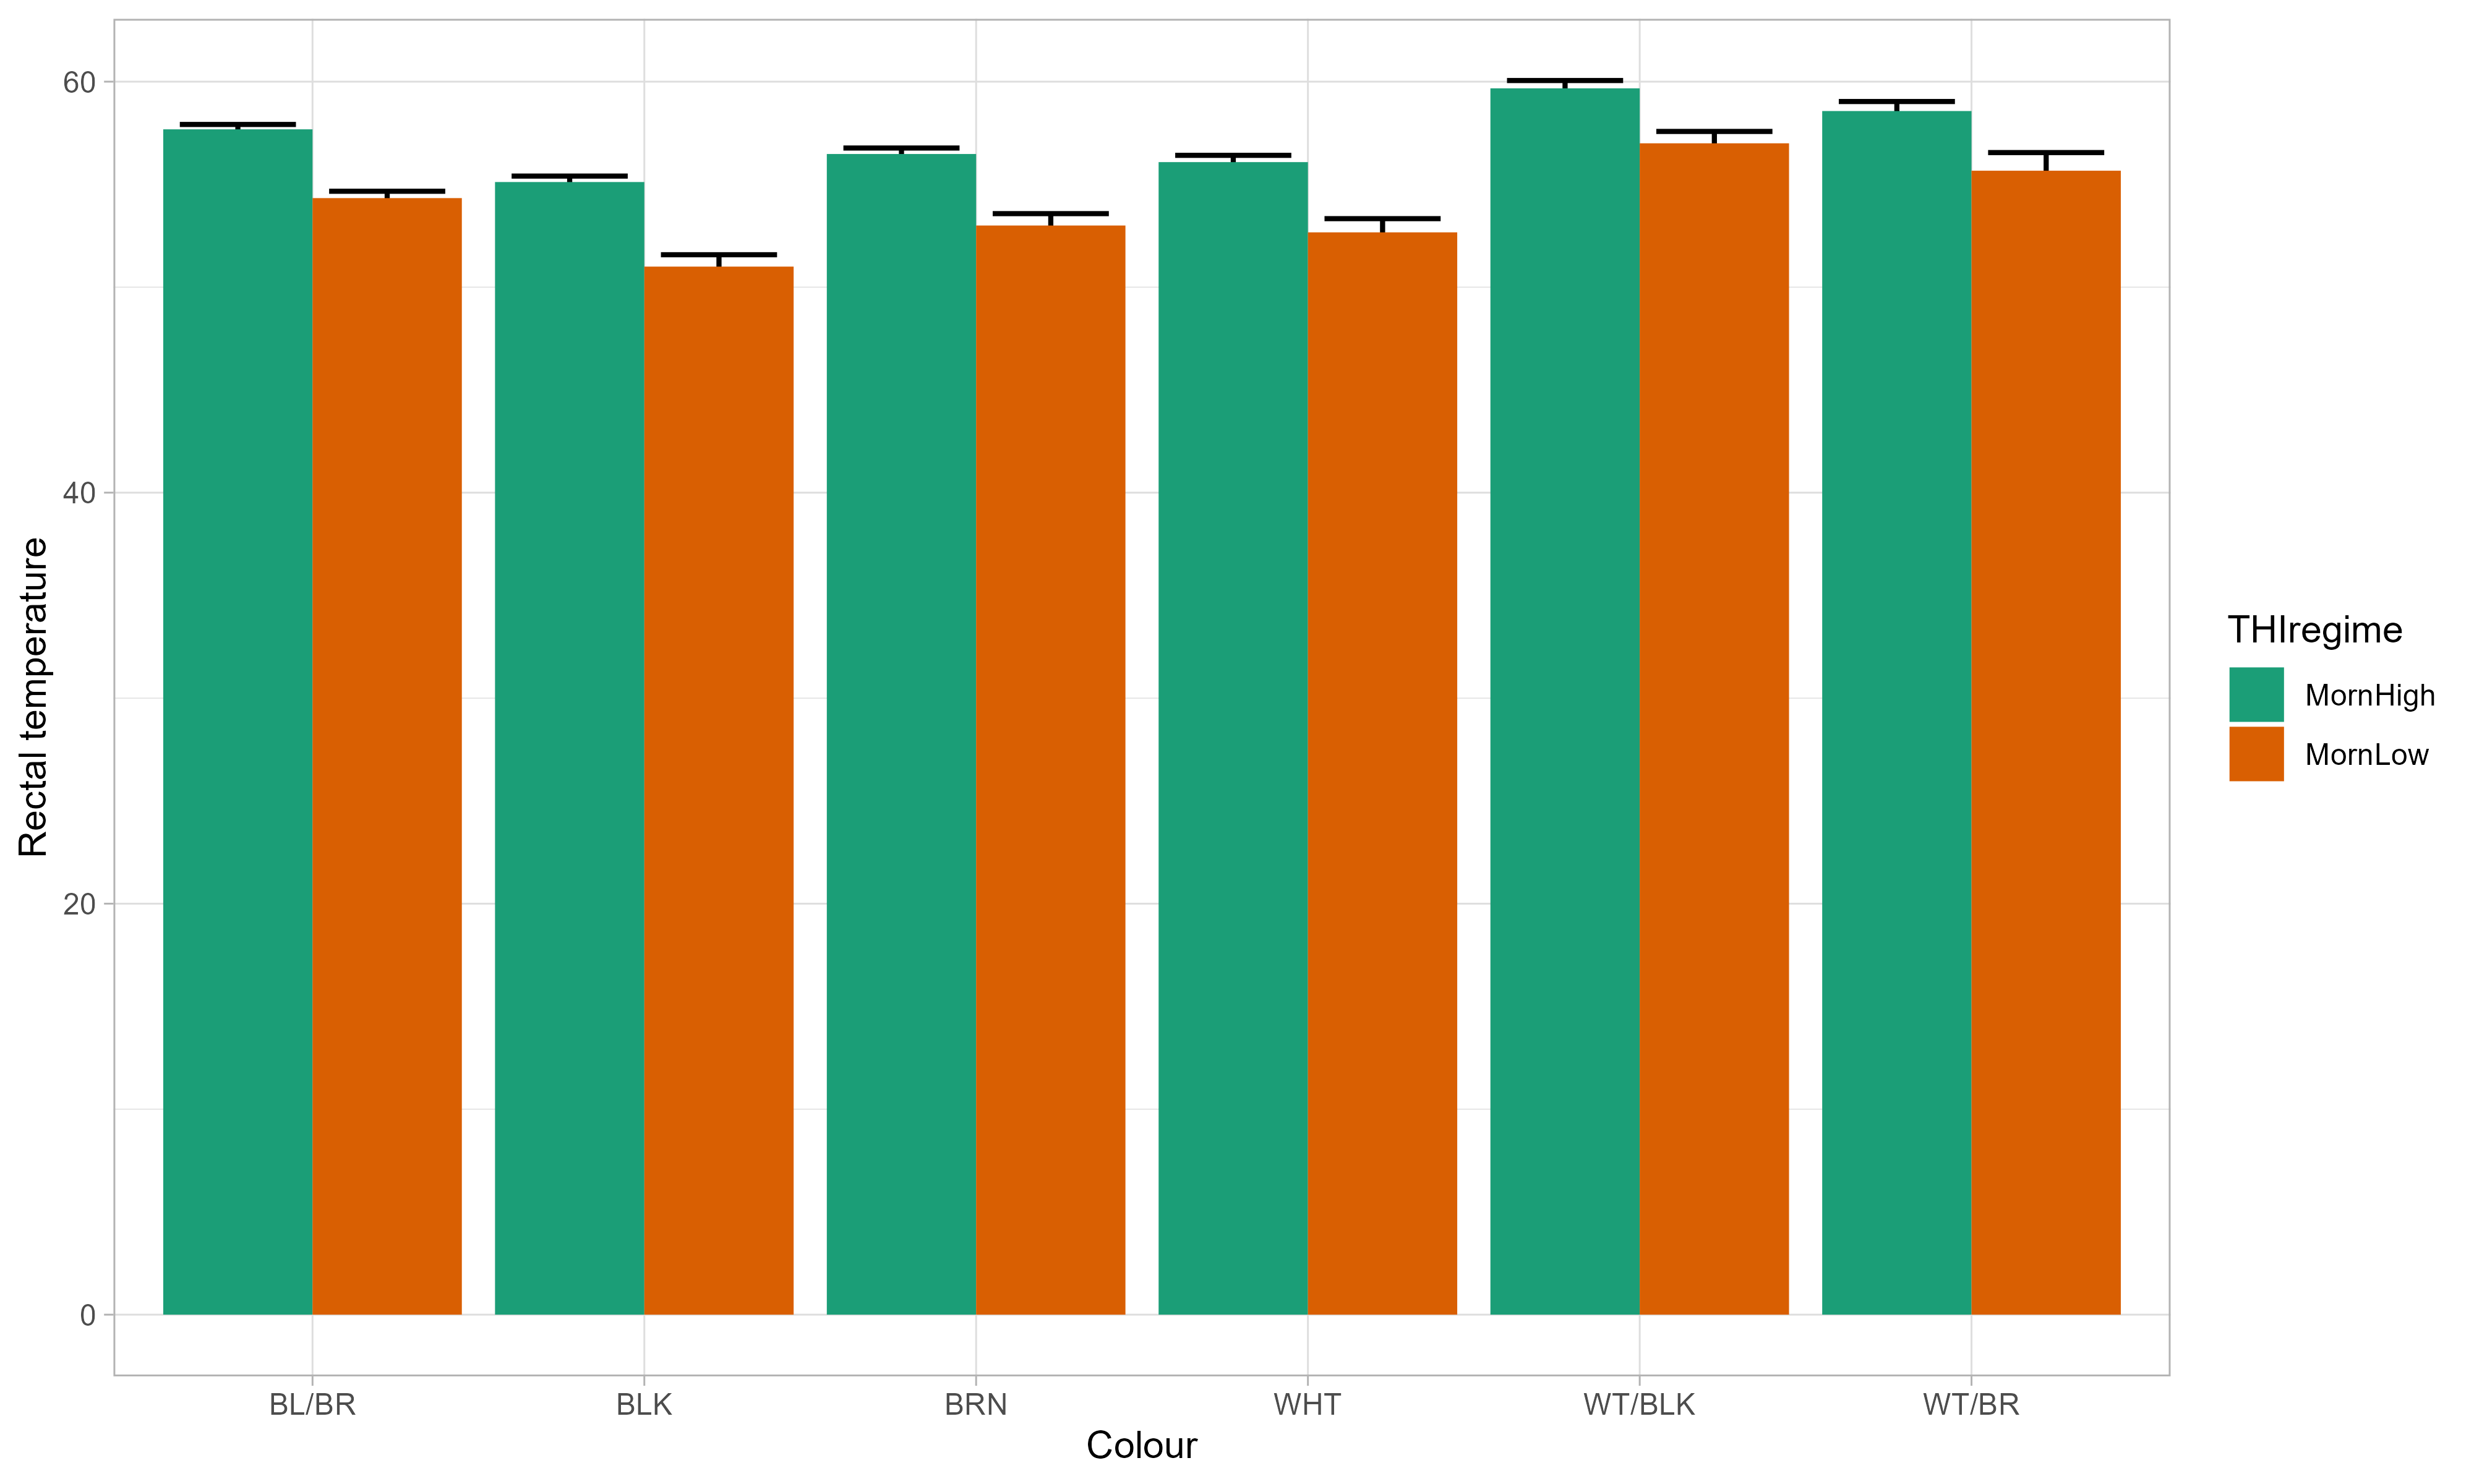 60
40
20
0
Rectal temperature
BL/BR
BLK
BRN
WHT
WT/BLK
WT/BR
Colour
THIregime
MornHigh
MornLow